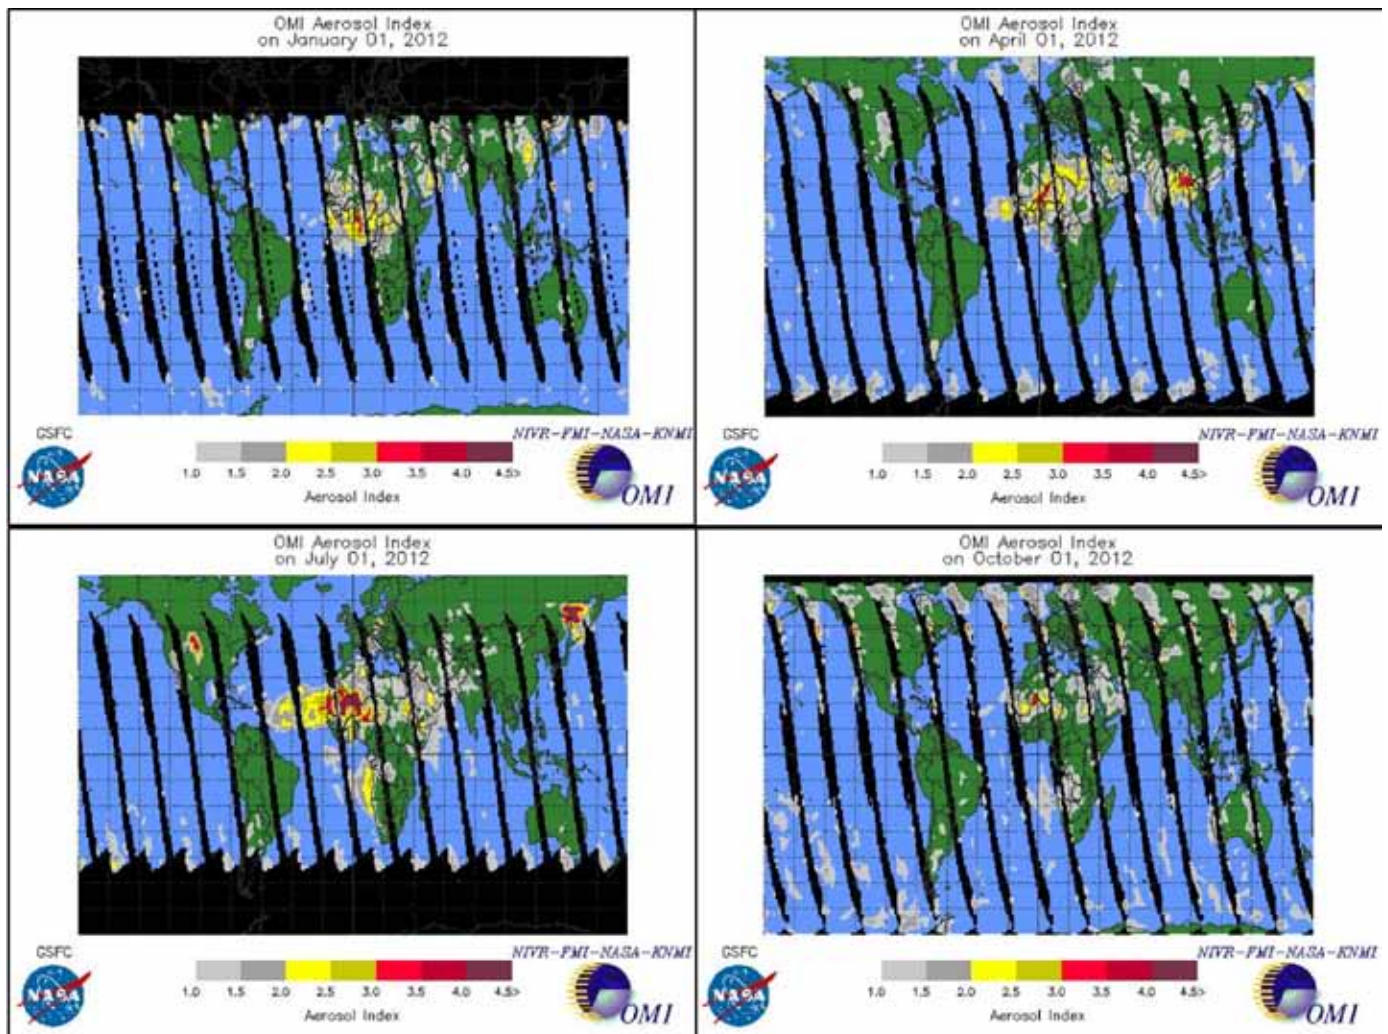 OMI Aerosol Index
on January 01, 2012
GSFC
NIVR-FMI-NASA-KNMI
NASA
1.0 1.5 2.0 2.5 3.0 3.5 4.0 4.5>
Aerosol Index
OMI
OMI Aerosol Index
on April 01, 2012
GSFC
NIVR-FMI-NASA-KNMI
NASA
1.0 1.5 2.0 2.5 3.0 3.5 4.0 4.5>
Aerosol Index
OMI
OMI Aerosol Index
on July 01, 2012
GSFC
NIVR-FMI-NASA-KNMI
NASA
1.0 1.5 2.0 2.5 3.0 3.5 4.0 4.5>
Aerosol Index
OMI
OMI Aerosol Index
on October 01, 2012
GSFC
NIVR-FMI-NASA-KNMI
NASA
1.0 1.5 2.0 2.5 3.0 3.5 4.0 4.5>
Aerosol Index
OMI